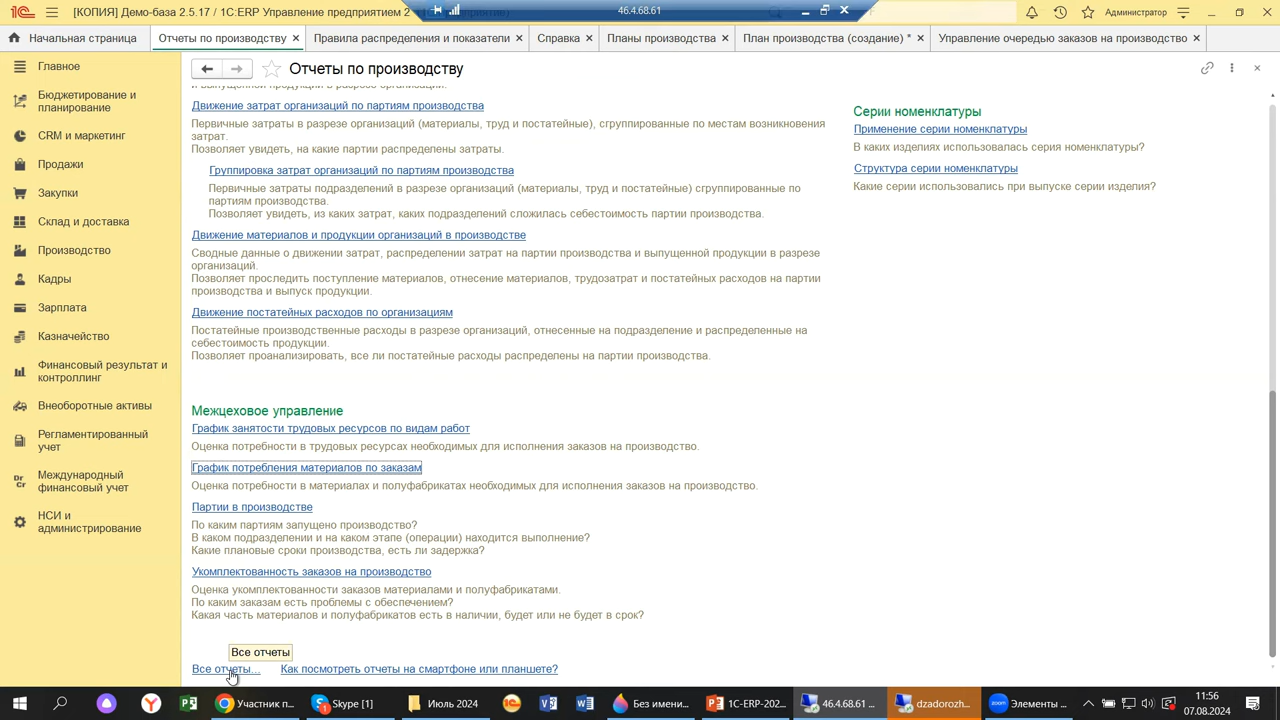 [КОПИЯ] Демо-база 2.5.17 / 1С:ERP Управление предприятием 2
46.4.68.61
Администратор
Начальная страница
Отчеты по производству
Правила распределения и показатели
Справка
Планы производства
План производства (создание) *
Управление очередью заказов на производство
Главное
Бюджетирование и
планирование
CRM и маркетинг
Продажи
Закупки
Склад и доставка
Производство
Кадры
Зарплата
Казначейство
Финансовый результат и
контроллинг
Внеоборотные активы
Регламентированный
учет
Международный
финансовый учет
НСИ и
администрирование
Отчеты по производству
и выпущенной продукции в разрезе организаций.
Движение затрат организаций по партиям производства
Первичные затраты в разрезе организаций (материалы, труд и постатейные), сгруппированные по местам возникновения
затрат.
Позволяет увидеть, на какие партии распределены затраты.
Группировка затрат организаций по партиям производства
Первичные затраты подразделений в разрезе организаций (материалы, труд и постатейные) сгруппированные по
партиям производства.
Позволяет увидеть, из каких затрат, каких подразделений сложилась себестоимость партии производства.
Движение материалов и продукции организаций в производстве
Сводные данные о движении затрат, распределении затрат на партии производства и выпущенной продукции в разрезе
организаций.
Позволяет проследить поступление материалов, отнесение материалов, трудозатрат и постатейных расходов на партии
производства и выпуск продукции.
Движение постатейных расходов по организациям
Постатейные производственные расходы в разрезе организаций, отнесенные на подразделение и распределенные на
себестоимость продукции.
Позволяет проанализировать, все ли постатейные расходы распределены на партии производства.
Межцеховое управление
График занятости трудовых ресурсов по видам работ
Оценка потребности в трудовых ресурсах необходимых для исполнения заказов на производство.
График потребления материалов по заказам
Оценка потребности в материалах и полуфабрикатах необходимых для исполнения заказов на производство.
Партии в производстве
По каким партиям запущено производство?
В каком подразделении и на каком этапе (операции) находится выполнение?
Какие плановые сроки производства, есть ли задержка?
Укомплектованность заказов на производство
Оценка укомплектованности заказов материалами и полуфабрикатами.
По каким заказам есть проблемы с обеспечением?
Какая часть материалов и полуфабрикатов есть в наличии, будет или не будет в срок?
Все отчеты
Все отчеты...
Как посмотреть отчеты на смартфоне или планшете?
Серии номенклатуры
Применение серии номенклатуры
В каких изделиях использовалась серия номенклатуры?
Структура серии номенклатуры
Какие серии использовались при выпуске серии изделия?
Участник п...
Skype [1]
Июль 2024
Без имени...
1C-ERP-202...
46.4.68.61 ...
dzadorozh...
Элементы ...
11:56
07.08.2024